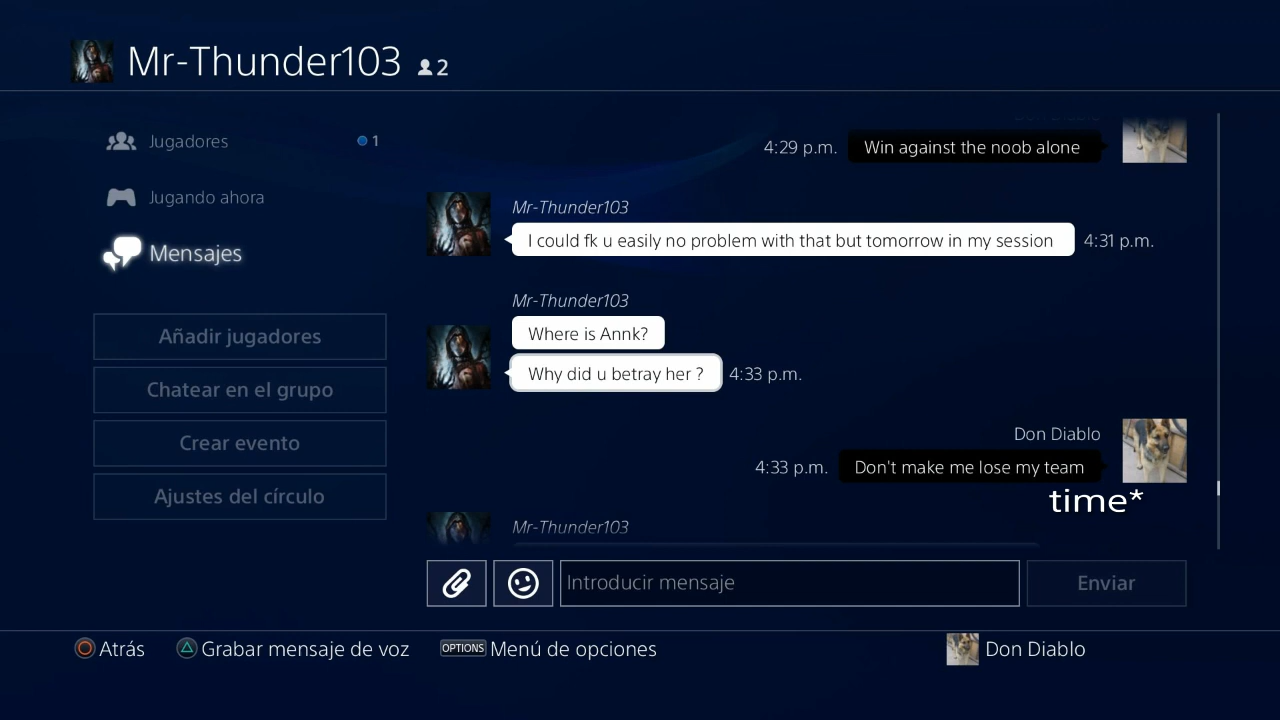 Mr-Thunder103 2
Jugadores 1
Jugando ahora
Mensajes
Añadir jugadores
Chatear en el grupo
Crear evento
Ajustes del círculo
4:29 p.m. Win against the noob alone
Mr-Thunder103
I could fk u easily no problem with that but tomorrow in my session 4:31 p.m.
Mr-Thunder103
Where is Annk?
Why did u betray her ? 4:33 p.m.
Don Diablo
4:33 p.m. Don't make me lose my team
time*
Mr-Thunder103
Introducir mensaje
Enviar
Atrás
Grabar mensaje de voz
OPTIONS Menú de opciones
Don Diablo